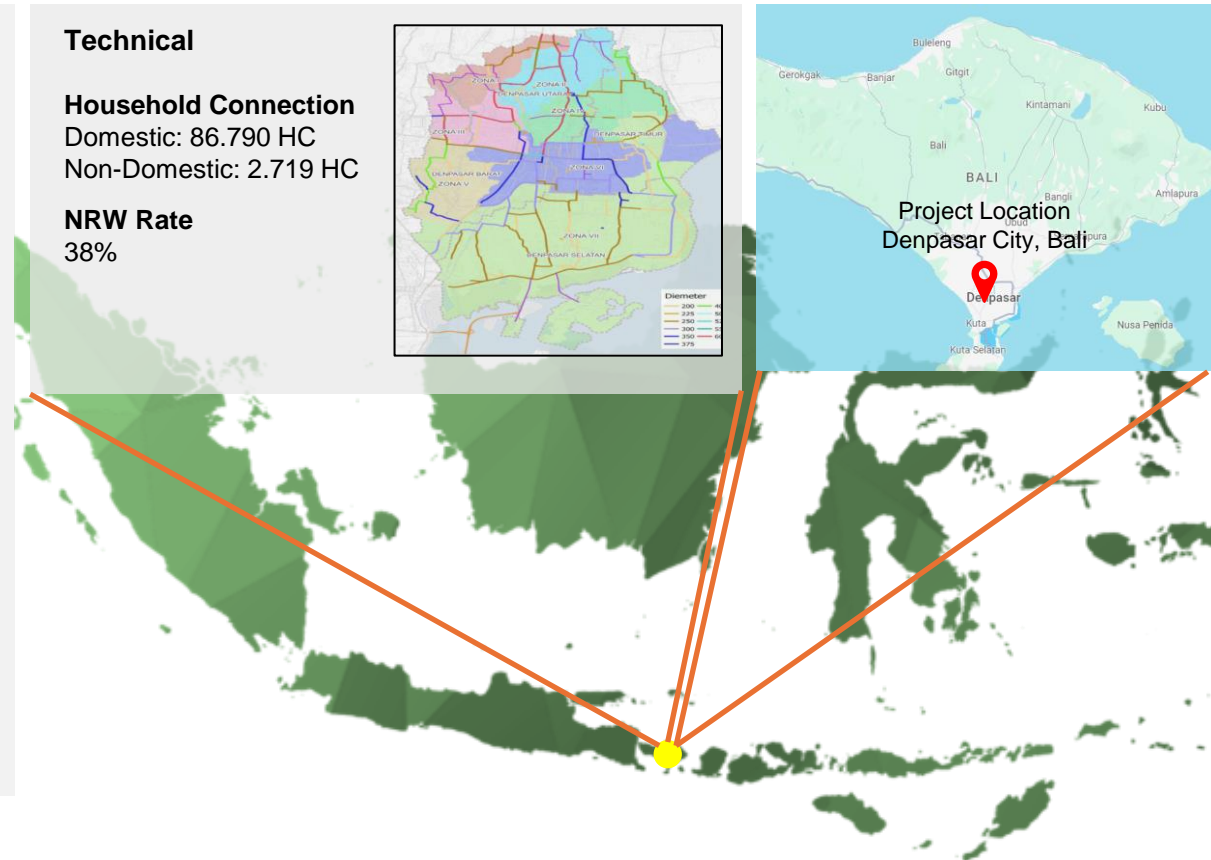 Technical
Household Connection
Domestic: 86.790 HC
Non-Domestic: 2.719 HC
NRW Rate
38%
ZONA I
ZONA II
DENPASAR UTARA
ZONA III
DENPASAR TIMUR
DENPASAR BARAT
ZONA V
ZONA VI
ZONA VII
DENPASAR SELATAN
Diemeter
200
225
250
300
350
375
Buleleng
Gerokgak
Banjar
Gitgit
Kintamani
Kubu
Bali
BALI
Bangli
Amlapura
Ubud
Project Location
Denpasar City, Bali
Denpasar
Kuta
Nusa Penida
Kuta Selatan